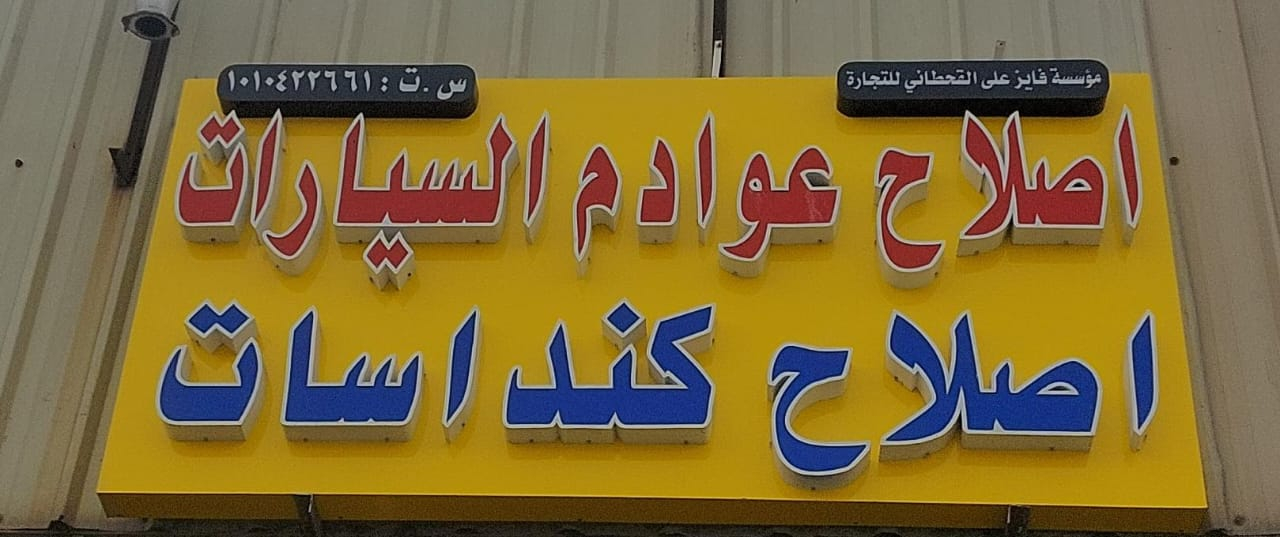 مؤسسة فايز على القحطاني للتجارة
س.ت : ١٠١٠٤٢٢٦٦١
اصلاح عوادم السيارات
اصلاح كنداسات